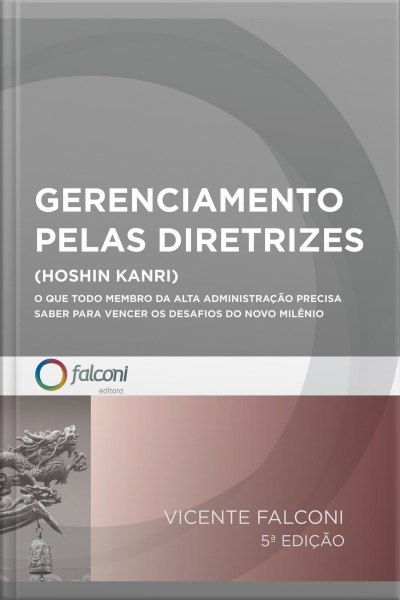 GERENCIAMENTO
PELAS DIRETRIZES
(HOSHIN KANRI)
O QUE TODO MEMBRO DA ALTA ADMINISTRAÇÃO PRECISA
SABER PARA VENCER OS DESAFIOS DO NOVO MILÊNIO
falconi
editora
VICENTE FALCONI
5ª EDIÇÃO